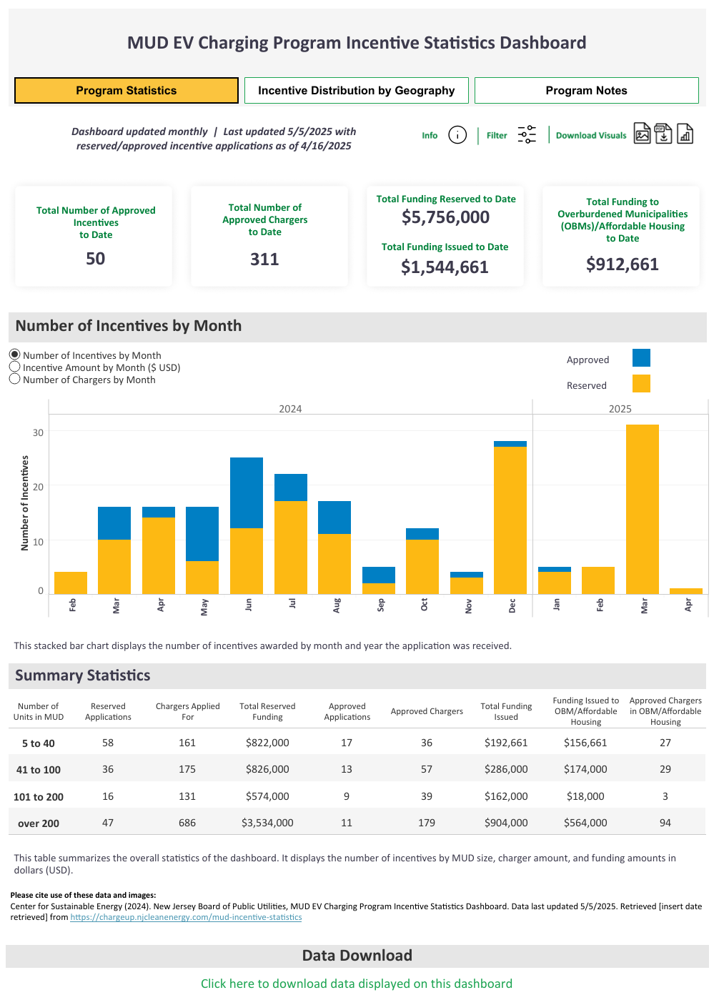 MUD EV Charging Program Incentive Statistics Dashboard
Program Statistics
Incentive Distribution by Geography
Program Notes
Dashboard updated monthly | Last updated 5/5/2025 with
reserved/approved incentive applications as of 4/16/2025
Info
Filter
Download Visuals
PDF
Total Number of Approved
Incentives
to Date
50
Total Number of
Approved Chargers
to Date
311
Total Funding Reserved to Date
$5,756,000
Total Funding Issued to Date
$1,544,661
Total Funding to
Overburdened Municipalities
(OBMs)/Affordable Housing
to Date
$912,661
Number of Incentives by Month
Number of Incentives by Month
Incentive Amount by Month ($ USD)
Number of Chargers by Month
Approved
Reserved
2024
2025
Number of Incentives
30
20
10
0
Feb
Mar
Apr
May
Jun
Jul
Aug
Sep
Oct
Nov
Dec
Jan
Feb
Mar
Apr
This stacked bar chart displays the number of incentives awarded by month and year the application was received.
Summary Statistics
Number of
Units in MUD
Reserved
Applications
Chargers Applied
For
Total Reserved
Funding
Approved
Applications
Approved Chargers
Total Funding
Issued
Funding Issued to
OBM/Affordable
Housing
Approved Chargers
in OBM/Affordable
Housing
5 to 40 58 161 $822,000 17 36 $192,661 $156,661 27
41 to 100 36 175 $826,000 13 57 $286,000 $174,000 29
101 to 200 16 131 $574,000 9 39 $162,000 $18,000 3
over 200 47 686 $3,534,000 11 179 $904,000 $564,000 94
This table summarizes the overall statistics of the dashboard. It displays the number of incentives by MUD size, charger amount, and funding amounts in
dollars (USD).
Please cite use of these data and images:
Center for Sustainable Energy (2024). New Jersey Board of Public Utilities, MUD EV Charging Program Incentive Statistics Dashboard. Data last updated 5/5/2025. Retrieved [insert date
retrieved] from https://chargeup.njcleanenergy.com/mud-incentive-statistics
Data Download
Click here to download data displayed on this dashboard